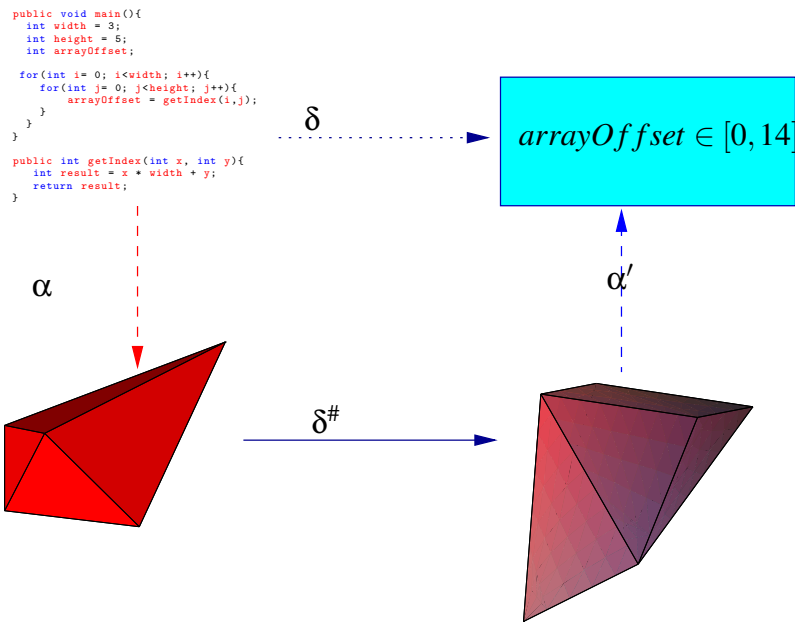 public void main(){
int width = 3;
int height = 5;
int arrayOffset;
for(int i= 0; i<width; i++){
for(int j= 0; j<height; j++){
arrayOffset = getIndex(i,j);
}
}
}
public int getIndex(int x, int y){
int result = x * width + y;
return result;
}
δ
arrayOffset ∈ [0,14]
α
α′
δ#